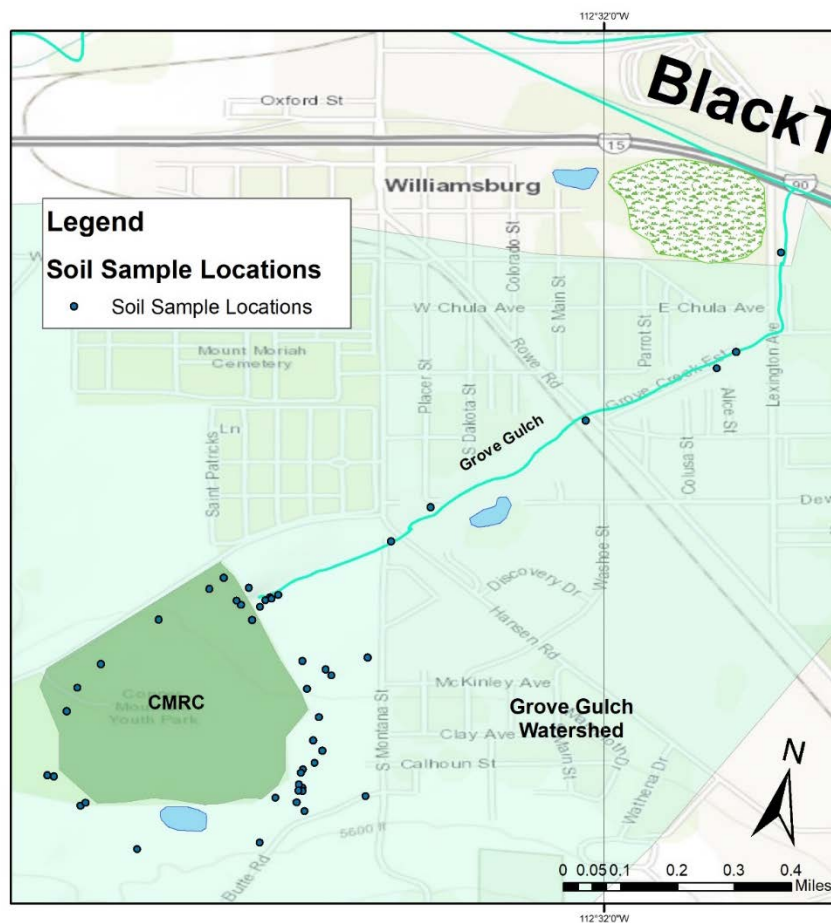 112°32'0"W
BlackT
Oxford St
15
Williamsburg
90
Legend
Soil Sample Locations
Soil Sample Locations
W
Colorado St
S Main St
W Chula Ave
E Chula Ave
Parrot St
Rowe Rd
Lexington Ave
Mount Moriah
Cemetery
Placer St
S Dakota St
Grove Creek Est
Alice St
Colusa St
Grove Gulch
Saint-Patricks
Ln
Dew
Washoe St
Discovery Dr
Hansen Rd
McKinley Ave
CMRC
Youth Park
S Montana St
Grove Gulch
Watershed
Clay Ave
S Main St
Calhoun St
Wathena Dr
N
5600 ft
Butte Rd
0 0.05 0.1 0.2 0.3 0.4
Miles
112°32'0"W